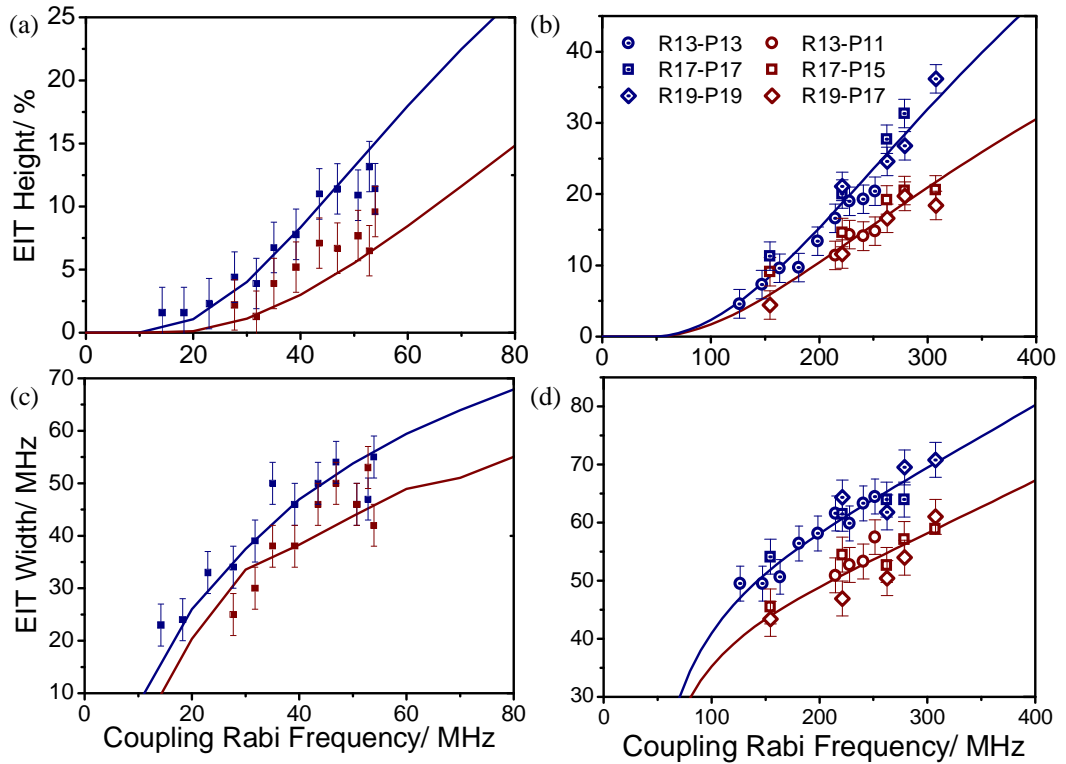 (a)
EIT Height/ %
25
20
15
10
5
0
0 20 40 60 80
(b)
R13-P13 R13-P11
R17-P17 R17-P15
R19-P19 R19-P17
40
30
20
10
0
0 100 200 300 400
(c)
EIT Width/ MHz
70
60
50
40
30
20
10
0 20 40 60 80
Coupling Rabi Frequency/ MHz
(d)
80
70
60
50
40
30
0 100 200 300 400
Coupling Rabi Frequency/ MHz